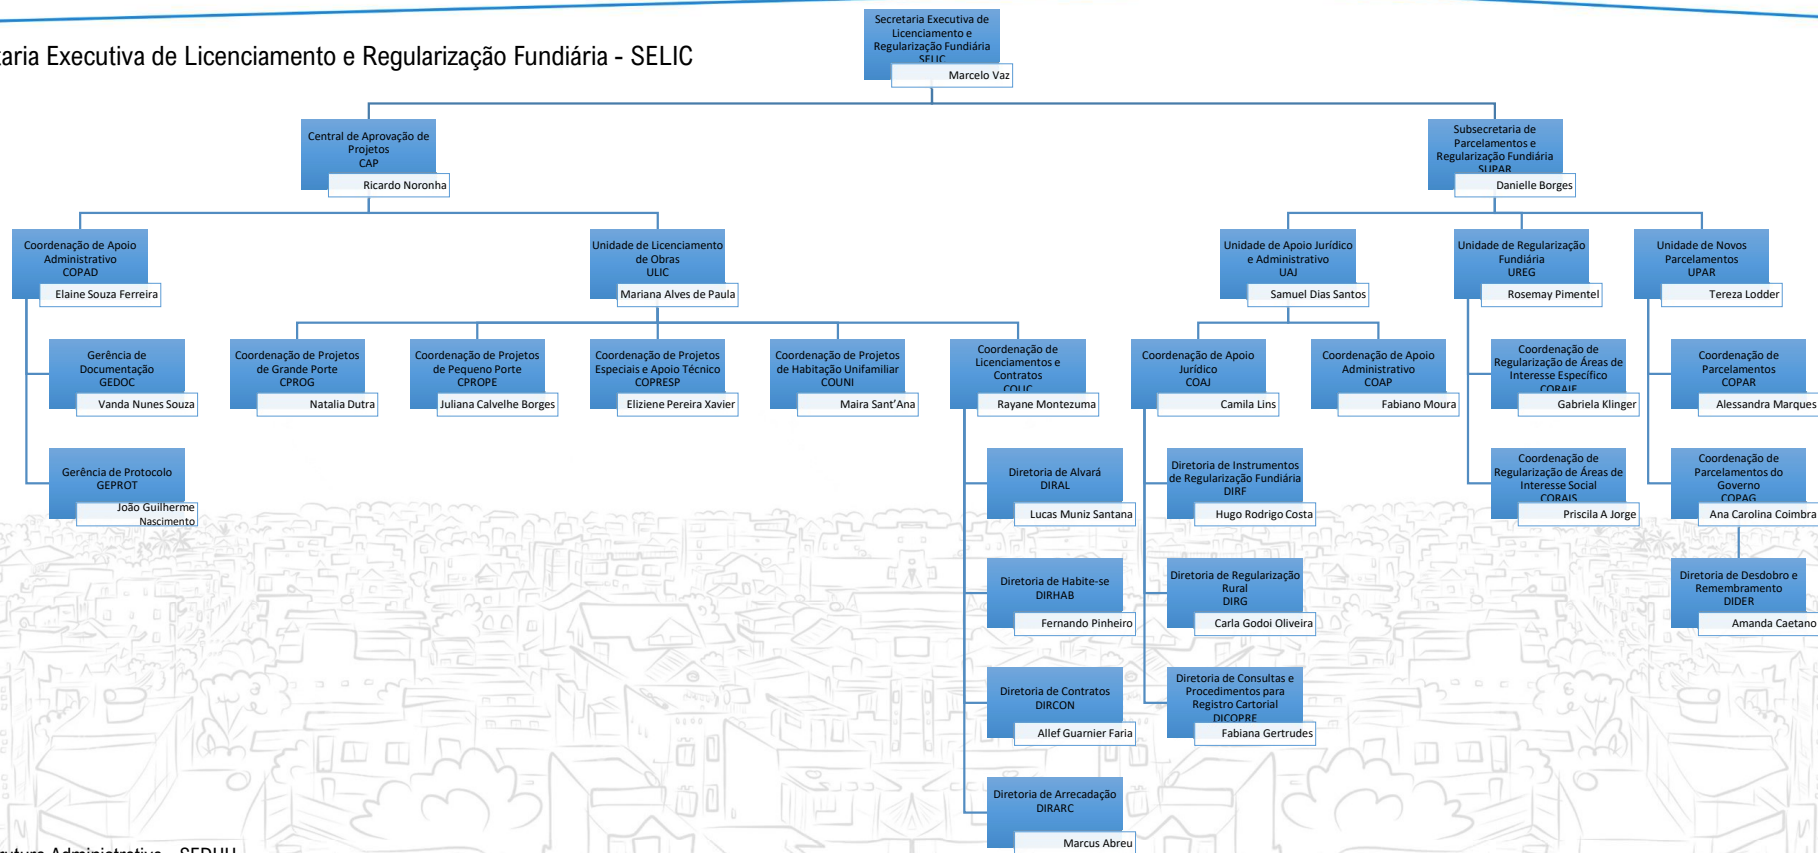 taria Executiva de Licenciamento e Regularização Fundiária - SELIC
Secretaria Executiva de
Licenciamento e
Regularização Fundiária
SELIC
Marcelo Vaz
Central de Aprovação de
Projetos
CAP
Ricardo Noronha
Subsecretaria de
Parcelamentos e
Regularização Fundiária
SUPAR
Danielle Borges
Coordenação de Apoio
Administrativo
COPAD
Elaine Souza Ferreira
Unidade de Licenciamento
de Obras
ULIC
Mariana Alves de Paula
Unidade de Apoio Jurídico
e Administrativo
UAJ
Samuel Dias Santos
Unidade de Regularização
Fundiária
UREG
Rosemay Pimentel
Unidade de Novos
Parcelamentos
UPAR
Tereza Lodder
Gerência de
Documentação
GEDOC
Vanda Nunes Souza
Coordenação de Projetos
de Grande Porte
CPROG
Natalia Dutra
Coordenação de Projetos
de Pequeno Porte
CPROPE
Juliana Calvelhe Borges
Coordenação de Projetos
Especiais e Apoio Técnico
COPRESP
Eliziene Pereira Xavier
Coordenação de Projetos
de Habitação Unifamiliar
COUNI
Maira Sant'Ana
Coordenação de
Licenciamentos e
Contratos
COLIC
Rayane Montezuma
Coordenação de Apoio
Jurídico
COAJ
Camila Lins
Coordenação de Apoio
Administrativo
COAP
Fabiano Moura
Coordenação de
Regularização de Áreas de
Interesse Específico
CORAIE
Gabriela Klinger
Coordenação de
Parcelamentos
COPAR
Alessandra Marques
Gerência de Protocolo
GEPROT
João Guilherme
Nascimento
Diretoria de Alvará
DIRAL
Lucas Muniz Santana
Diretoria de Instrumentos
de Regularização Fundiária
DIRF
Hugo Rodrigo Costa
Coordenação de
Regularização de Áreas de
Interesse Social
CORAIS
Priscila A Jorge
Coordenação de
Parcelamentos do
Governo
COPAG
Ana Carolina Coimbra
Diretoria de Habite-se
DIRHAB
Fernando Pinheiro
Diretoria de Regularização
Rural
DIRG
Carla Godoi Oliveira
Diretoria de Desdobro e
Remembramento
DIDER
Amanda Caetano
Diretoria de Contratos
DIRCON
Allef Guarnier Faria
Diretoria de Consultas e
Procedimentos para
Registro Cartorial
DICOPRE
Fabiana Gertrudes
Diretoria de Arrecadação
DIRARC
Marcus Abreu
rutura Administrativa - SEDUH